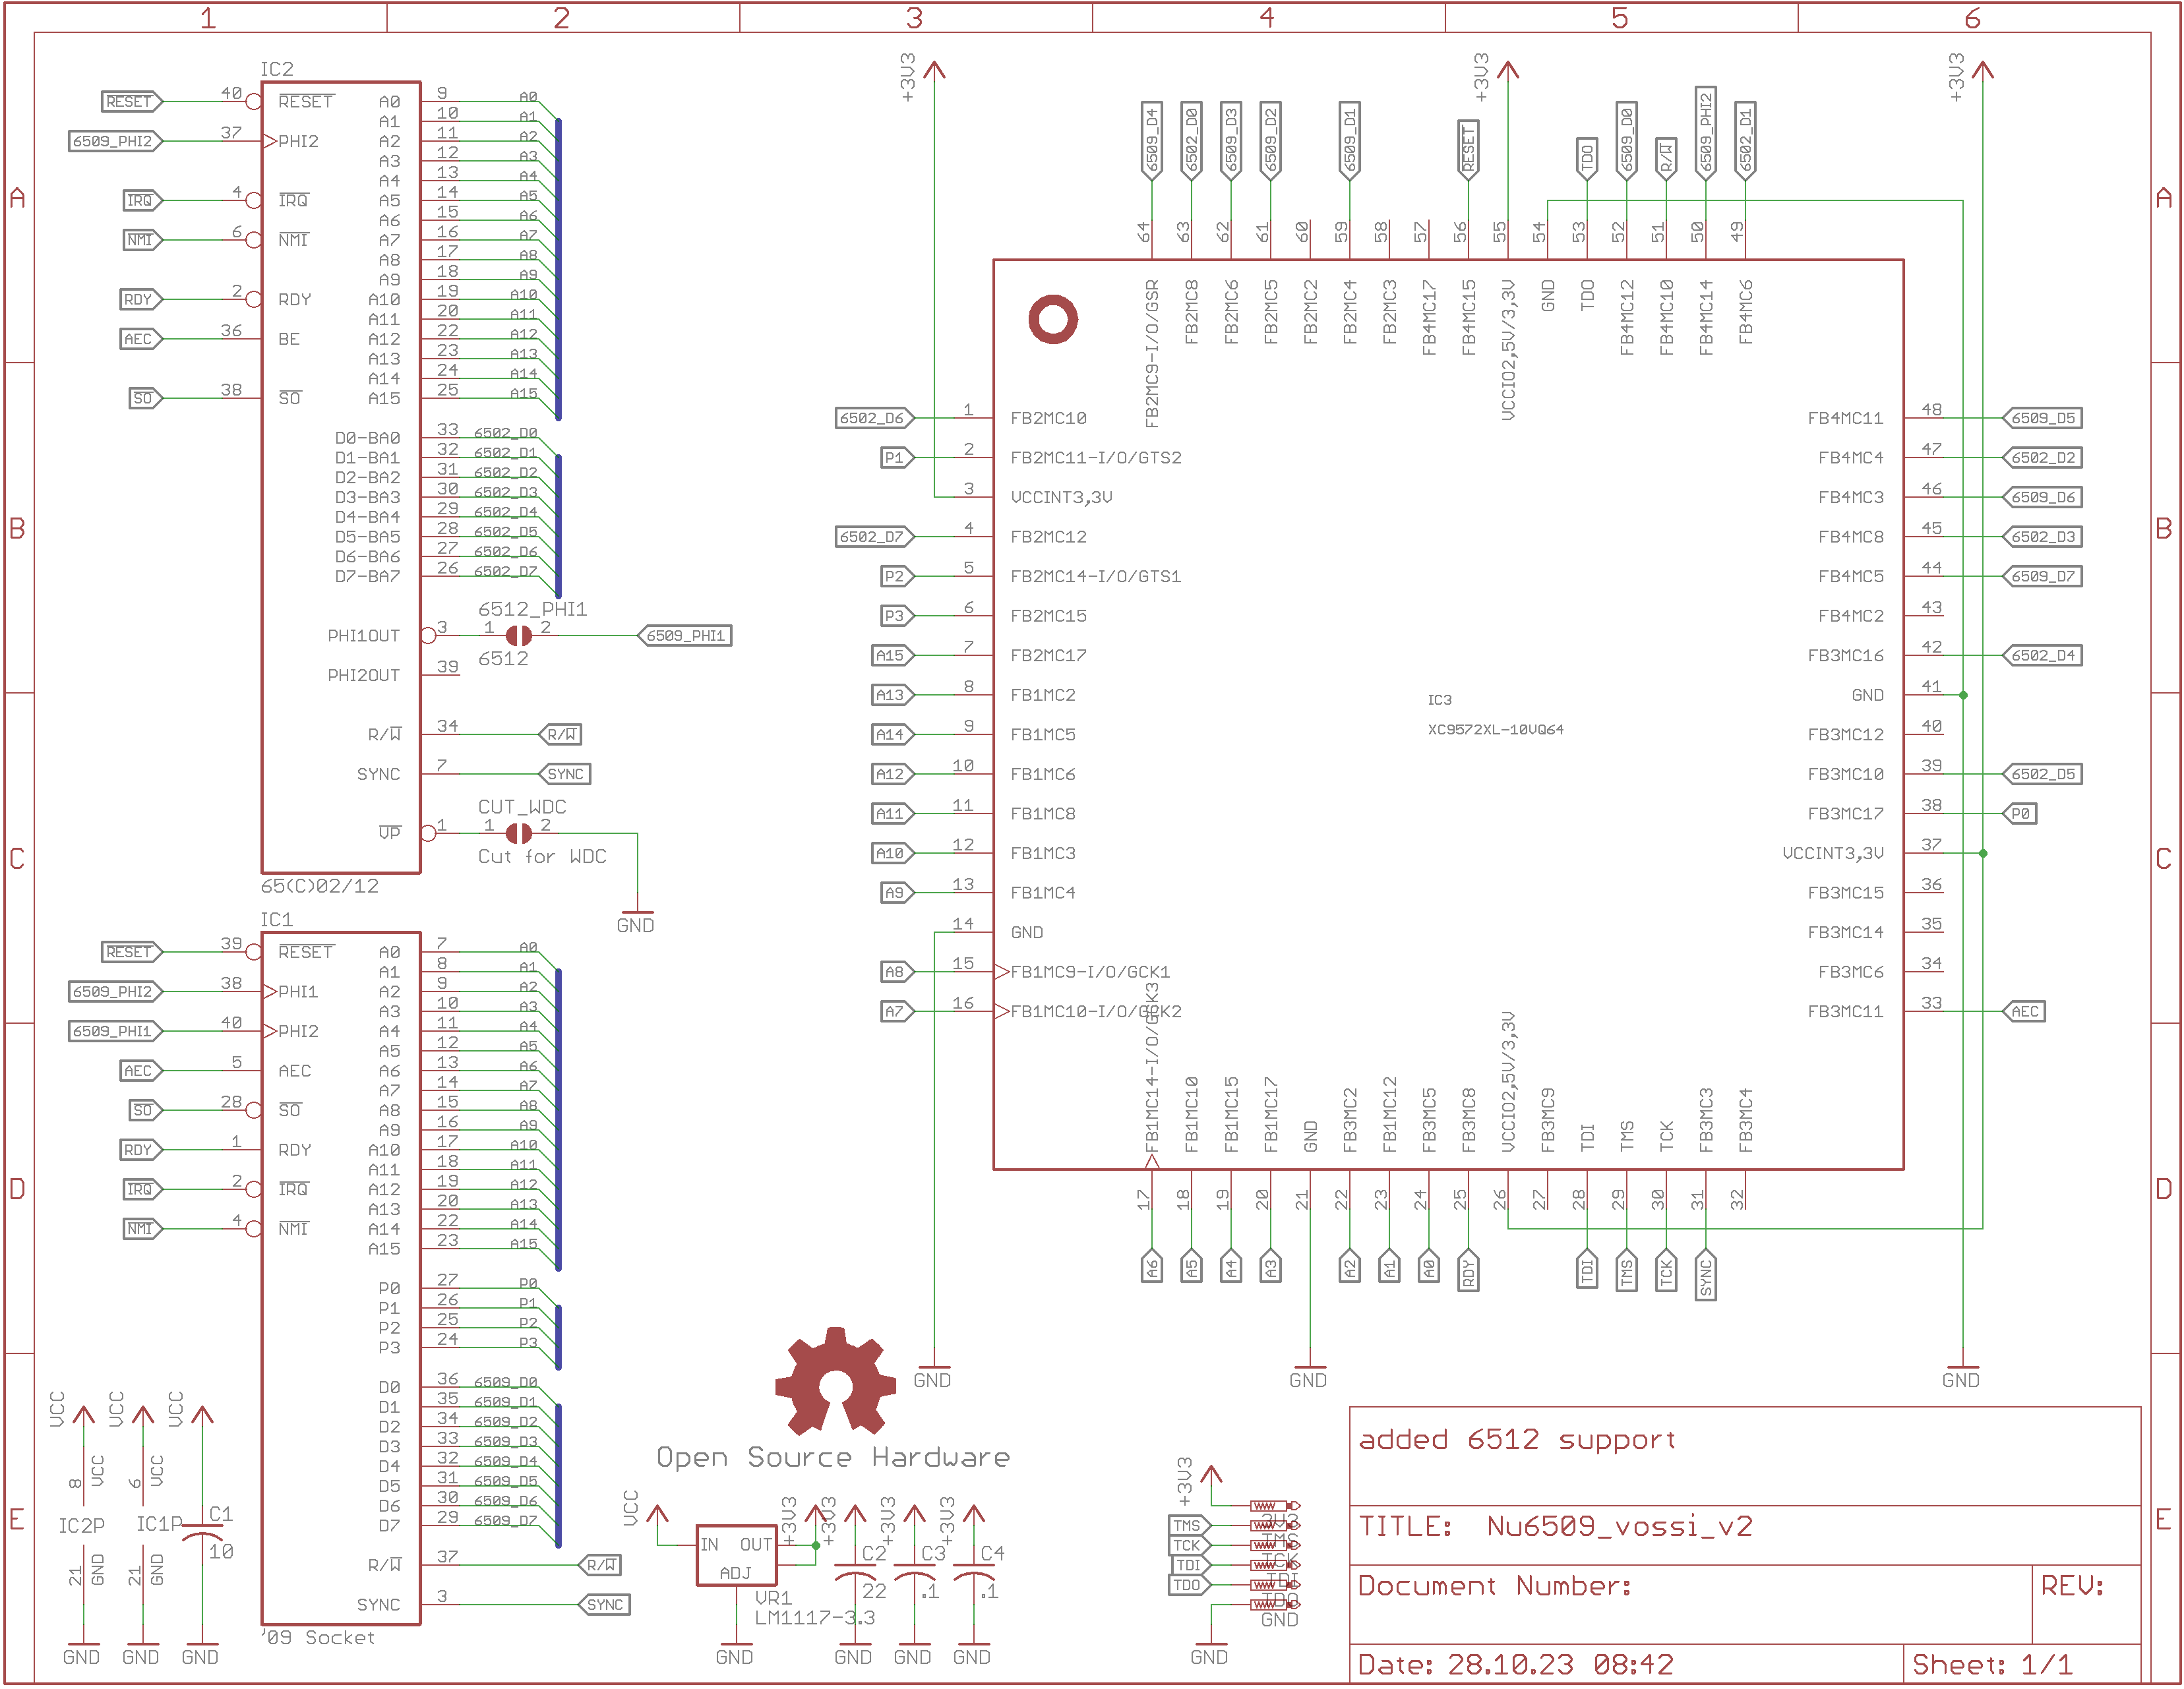 1 2 3 4 5 6
A B C D E
A B C D E
IC2
RESET 40 RESET
6509_PHI2 37 PHI2
IRQ 4 IRQ
NMI 6 NMI
RDY 2 RDY
AEC 36 BE
SO 38 SO
A0 9 A0
A1 10 A1
A2 11 A2
A3 12 A3
A4 13 A4
A5 14 A5
A6 15 A6
A7 16 A7
A8 17 A8
A9 18 A9
A10 19 A10
A11 20 A11
A12 22 A12
A13 23 A13
A14 24 A14
A15 25 A15
D0-BA0 33 6502_D0
D1-BA1 32 6502_D1
D2-BA2 31 6502_D2
D3-BA3 30 6502_D3
D4-BA4 29 6502_D4
D5-BA5 28 6502_D5
D6-BA6 27 6502_D6
D7-BA7 26 6502_D7
6512_PHI1
PHI1OUT 3 1 2 6509_PHI1
6512
PHI2OUT 39
R/W 34 R/W
SYNC 7 SYNC
CUT_WDC
VP 1 1 2
Cut for WDC
GND
65(C)02/12
IC1
RESET 39 RESET
6509_PHI2 38 PHI1
6509_PHI1 40 PHI2
AEC 5 AEC
SO 28 SO
RDY 1 RDY
IRQ 2 IRQ
NMI 4 NMI
A0 7 A0
A1 8 A1
A2 9 A2
A3 10 A3
A4 11 A4
A5 12 A5
A6 13 A6
A7 14 A7
A8 15 A8
A9 16 A9
A10 17 A10
A11 18 A11
A12 19 A12
A13 20 A13
A14 22 A14
A15 23 A15
P0 27 P0
P1 26 P1
P2 25 P2
P3 24 P3
D0 36 6509_D0
D1 35 6509_D1
D2 34 6509_D2
D3 33 6509_D3
D4 32 6509_D4
D5 31 6509_D5
D6 30 6509_D6
D7 29 6509_D7
R/W 37 R/W
SYNC 3 SYNC
'09 Socket
VCC VCC VCC
8 VCC 6 VCC
IC2P IC1P C1
10
21 GND 21 GND
GND GND GND
+3V3 +3V3 +3V3
6509_D4 64 FB2MC9-I/O/GSR
6502_D0 63 FB2MC8
6509_D3 62 FB2MC6
6509_D2 61 FB2MC5
60 FB2MC2
6509_D1 59 FB2MC4
58 FB2MC3
57 FB4MC17
RESET 56 FB4MC15
55 VCCIO2,5V/3,3V
54 GND
TDO 53 TDO
6509_D0 52 FB4MC12
R/W 51 FB4MC10
6509_PHI2 50 FB4MC14
6502_D1 49 FB4MC6
6502_D6 1 FB2MC10
P1 2 FB2MC11-I/O/GTS2
3 VCCINT3,3V
6502_D7 4 FB2MC12
P2 5 FB2MC14-I/O/GTS1
P3 6 FB2MC15
A15 7 FB2MC17
A13 8 FB1MC2
A14 9 FB1MC5
A12 10 FB1MC6
A11 11 FB1MC8
A10 12 FB1MC3
A9 13 FB1MC4
14 GND
A8 15 FB1MC9-I/O/GCK1
A7 16 FB1MC10-I/O/GCK2
IC3
XC9572XL-10VQ64
FB4MC11 48 6509_D5
FB4MC4 47 6502_D2
FB4MC3 46 6509_D6
FB4MC8 45 6502_D3
FB4MC5 44 6509_D7
FB4MC2 43
FB3MC16 42 6502_D4
GND 41
FB3MC12 40
FB3MC10 39 6502_D5
FB3MC17 38 P0
VCCINT3,3V 37
FB3MC15 36
FB3MC14 35
FB3MC6 34
FB3MC11 33 AEC
FB1MC14-I/O/GCK3 17 A6
FB1MC10 18 A5
FB1MC15 19 A4
FB1MC17 20 A3
GND 21
FB3MC2 22 A2
FB1MC12 23 A1
FB3MC5 24 A0
FB3MC8 25 RDY
VCCIO2,5V/3,3V 26
FB3MC9 27
TDI 28 TDI
TMS 29 TMS
TCK 30 TCK
FB3MC3 31 SYNC
FB3MC4 32
GND GND GND
Open Source Hardware
VCC +3V3 +3V3 +3V3 +3V3
IN OUT
ADJ
VR1
LM1117-3.3
C2 C3 C4
22 .1 .1
GND GND GND GND
+3V3
TMS
TCK TCK
TDI TDI
TDO TDO
GND
GND
added 6512 support
TITLE: Nu6509_vossi_v2
Document Number:
REV:
Date: 28.10.23 08:42
Sheet: 1/1